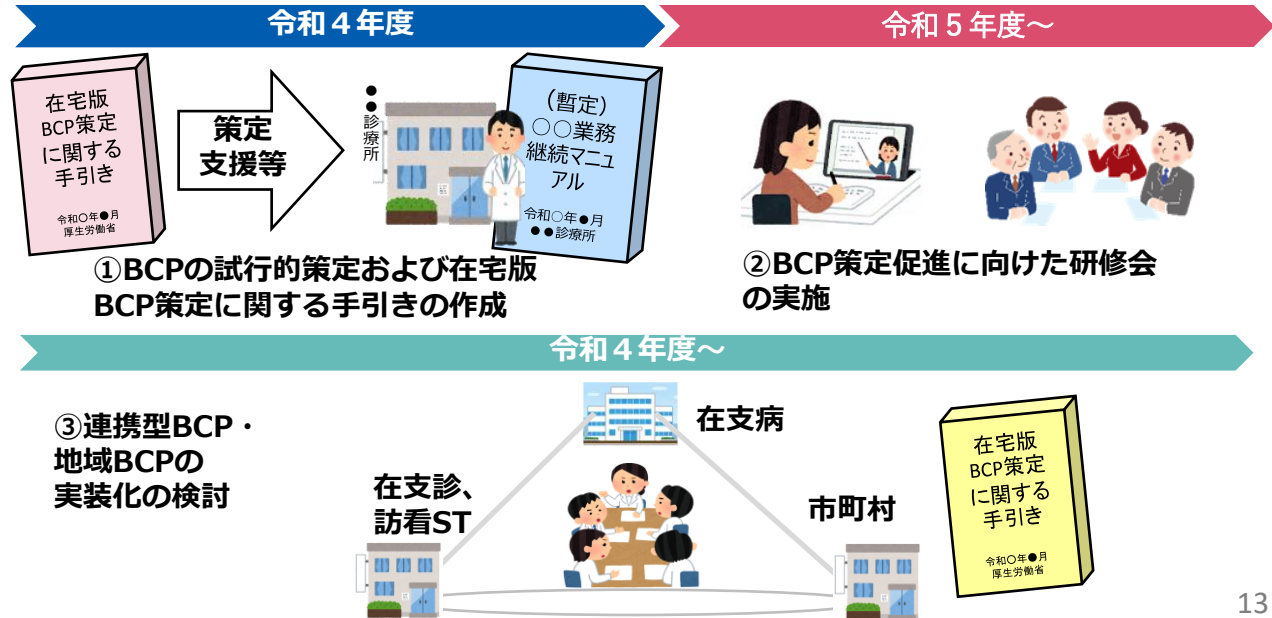 令和４年度
令和５年度～
在宅版
BCP策定
に関する
手引き
令和〇年●月
厚生労働省
策定
支援等
●●診療所
（暫定）
〇〇業務
継続マニュ
アル
令和〇年●月
●●診療所
①BCPの試行的策定および在宅版
BCP策定に関する手引きの作成
②BCP策定促進に向けた研修会
の実施
令和４年度～
③連携型BCP・
地域BCPの
実装化の検討
在支病
在支診、
訪看ST
市町村
在宅版
BCP策定
に関する
手引き
令和〇年●月
厚生労働省
13